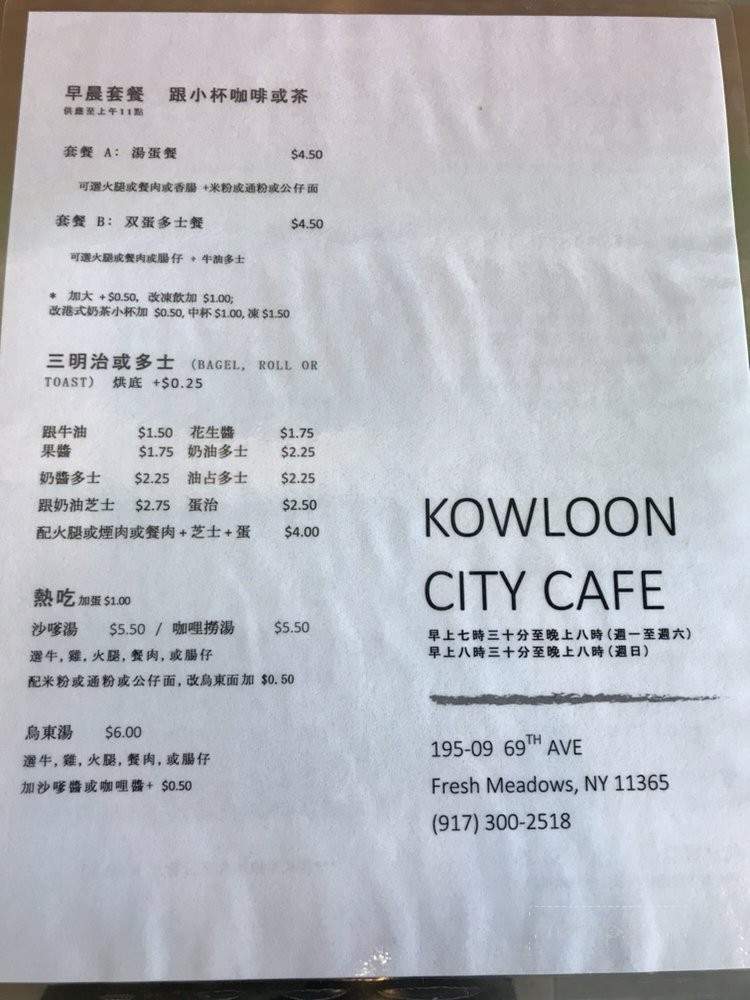 早晨套餐 跟小杯咖啡或茶
供應至上午11點
套餐 A: 湯蛋餐 $4.50
可選火腿或餐肉或香腸 +米粉或通粉或公仔面
套餐 B: 双蛋多士餐 $4.50
可選火腿或餐肉或腸仔 + 牛油多士
* 加大 + $0.50, 改凍飲加 $1.00;
改港式奶茶小杯加 $0.50, 中杯 $1.00, 凍 $1.50
三明治或多士 (BAGEL, ROLL OR
TOAST) 烘底 +$0.25
跟牛油 $1.50 花生醬 $1.75
果醬 $1.75 奶油多士 $2.25
奶醬多士 $2.25 油占多士 $2.25
跟奶油芝士 $2.75 蛋治 $2.50
配火腿或煙肉或餐肉 + 芝士 + 蛋 $4.00
熱吃 加蛋 $1.00
沙嗲湯 $5.50 / 咖哩撈湯 $5.50
選牛, 雞, 火腿, 餐肉, 或腸仔
配米粉或通粉或公仔面, 改烏東面加 $0.50
烏東湯 $6.00
選牛, 雞, 火腿, 餐肉, 或腸仔
加沙嗲醬或咖哩醬+ $0.50
KOWLOON
CITY CAFE
早上七時三十分至晚上八時(週一至週六)
早上八時三十分至晚上八時(週日)
195-09 69TH AVE
Fresh Meadows, NY 11365
(917) 300-2518